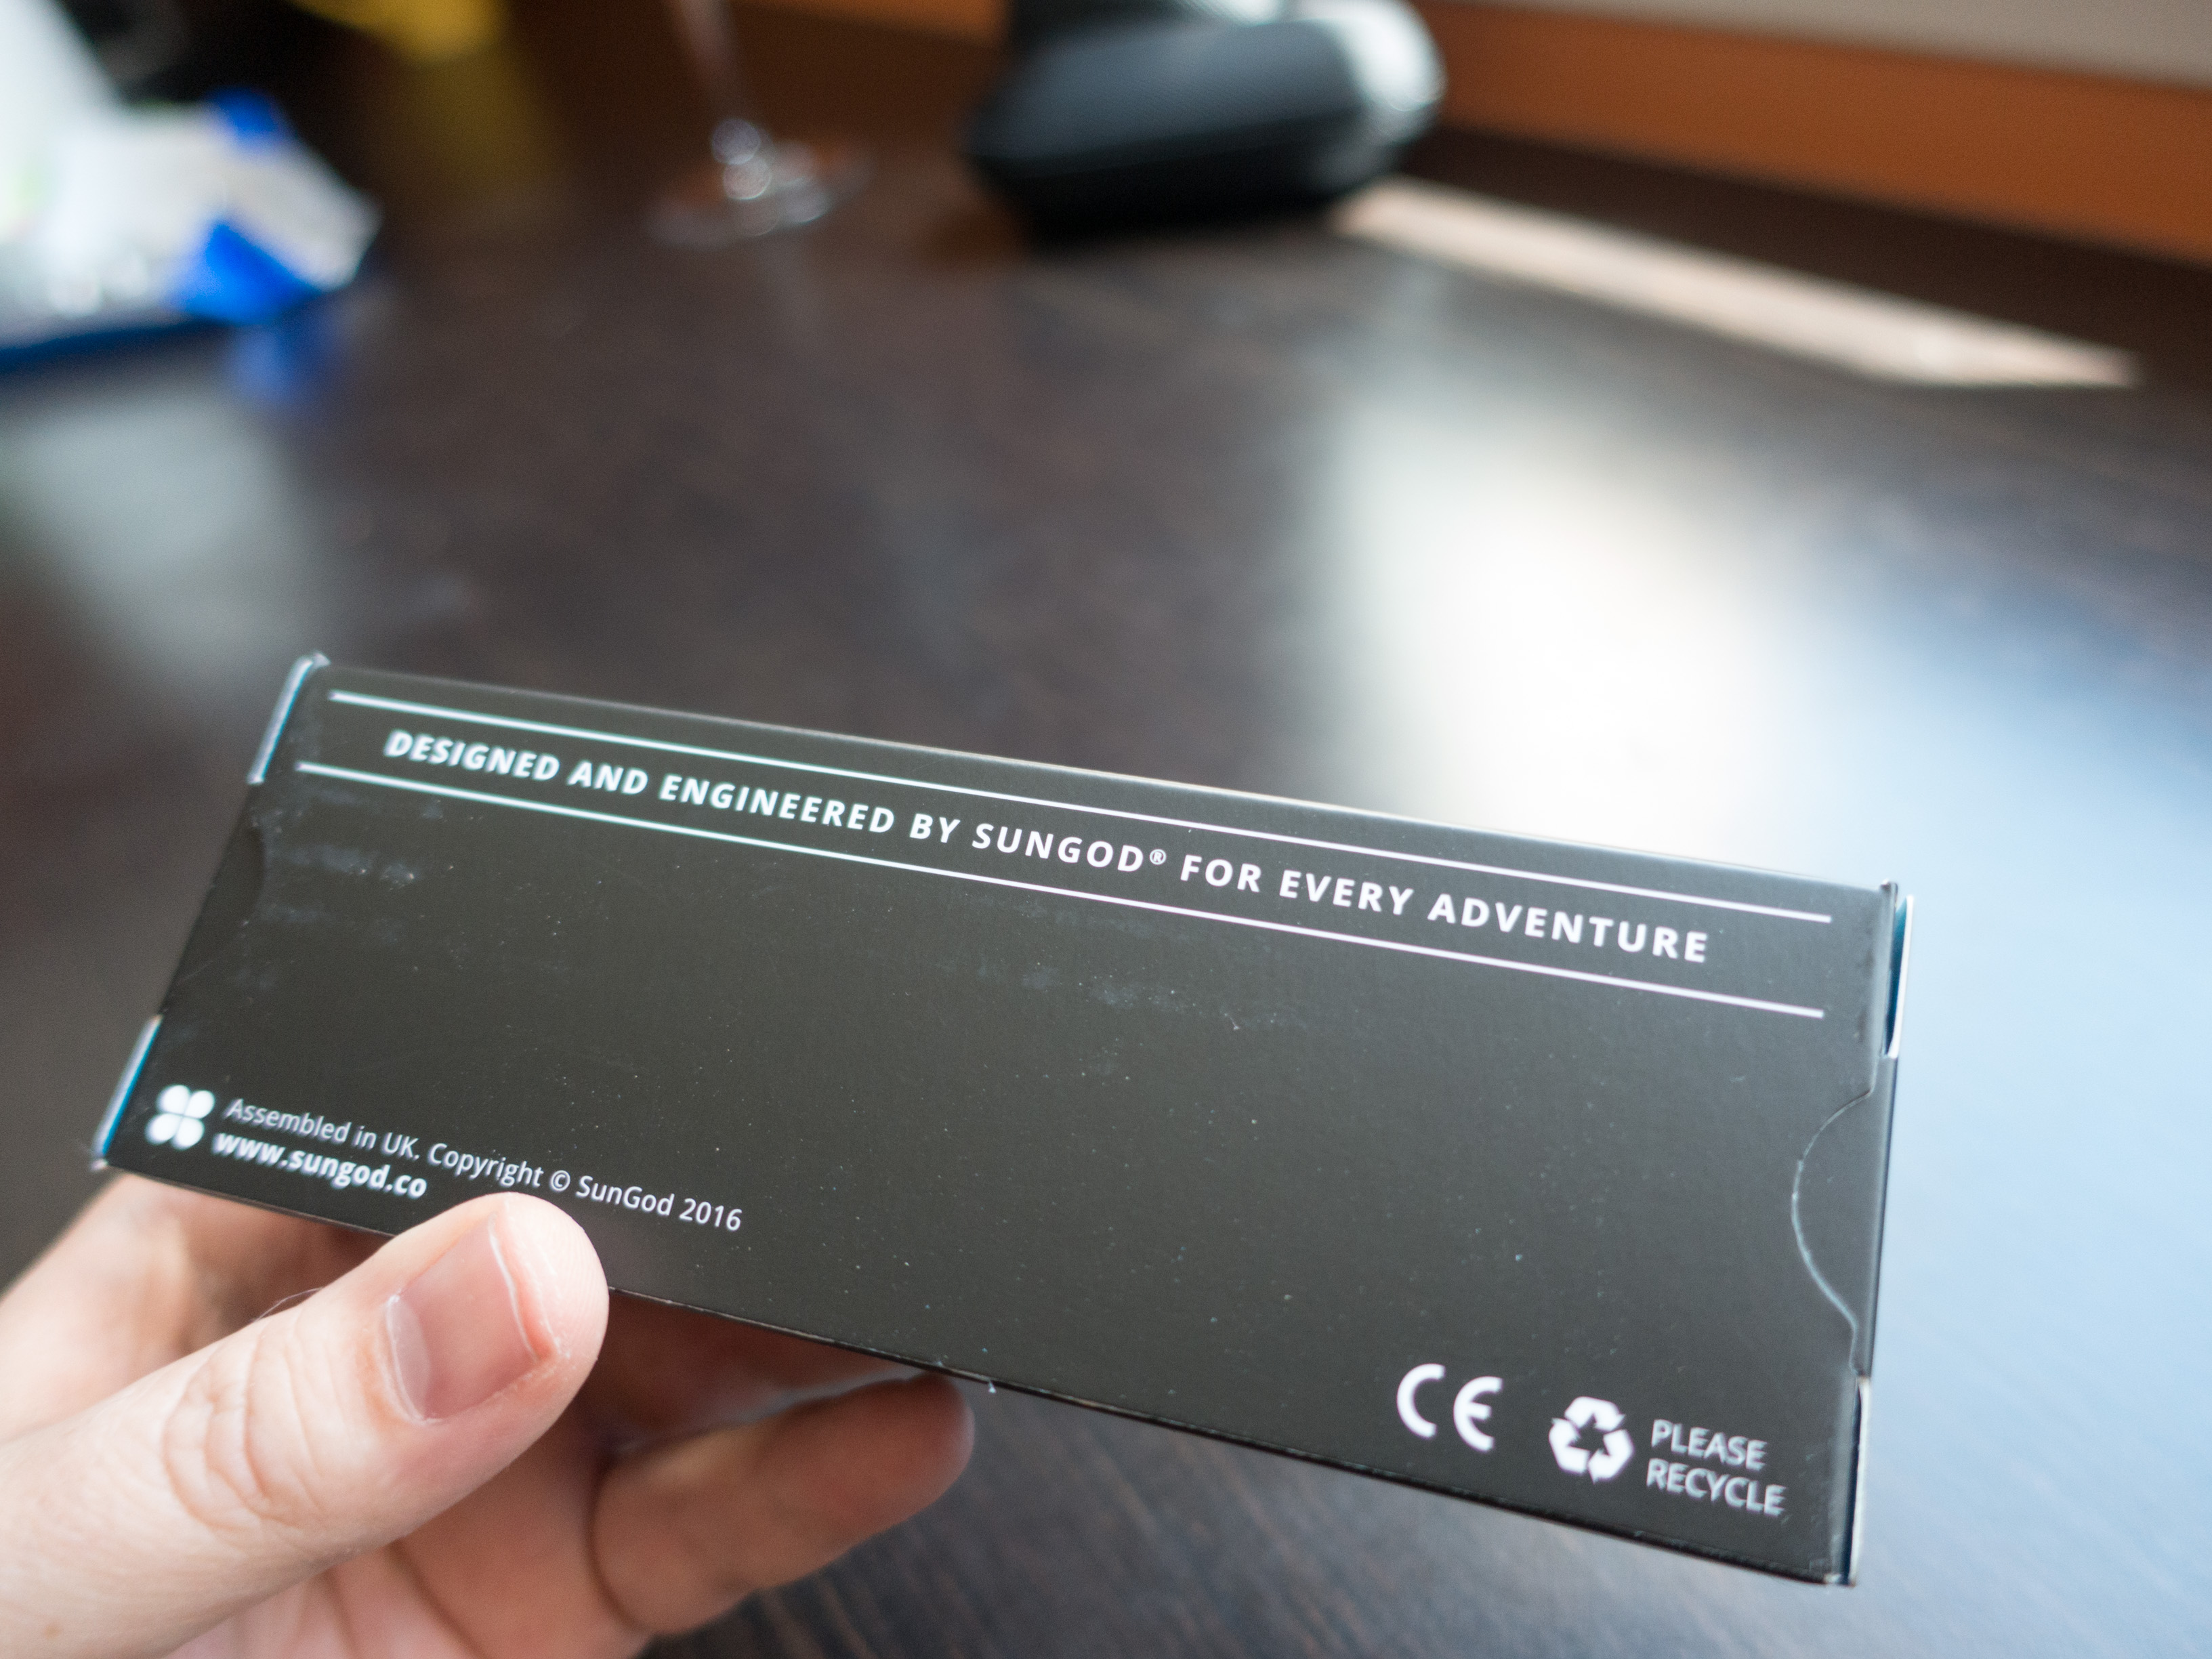 DESIGNED AND ENGINEERED BY SUNGOD® FOR EVERY ADVENTURE
Assembled in UK. Copyright © SunGod 2016
www.sungod.co
CE
PLEASE
RECYCLE